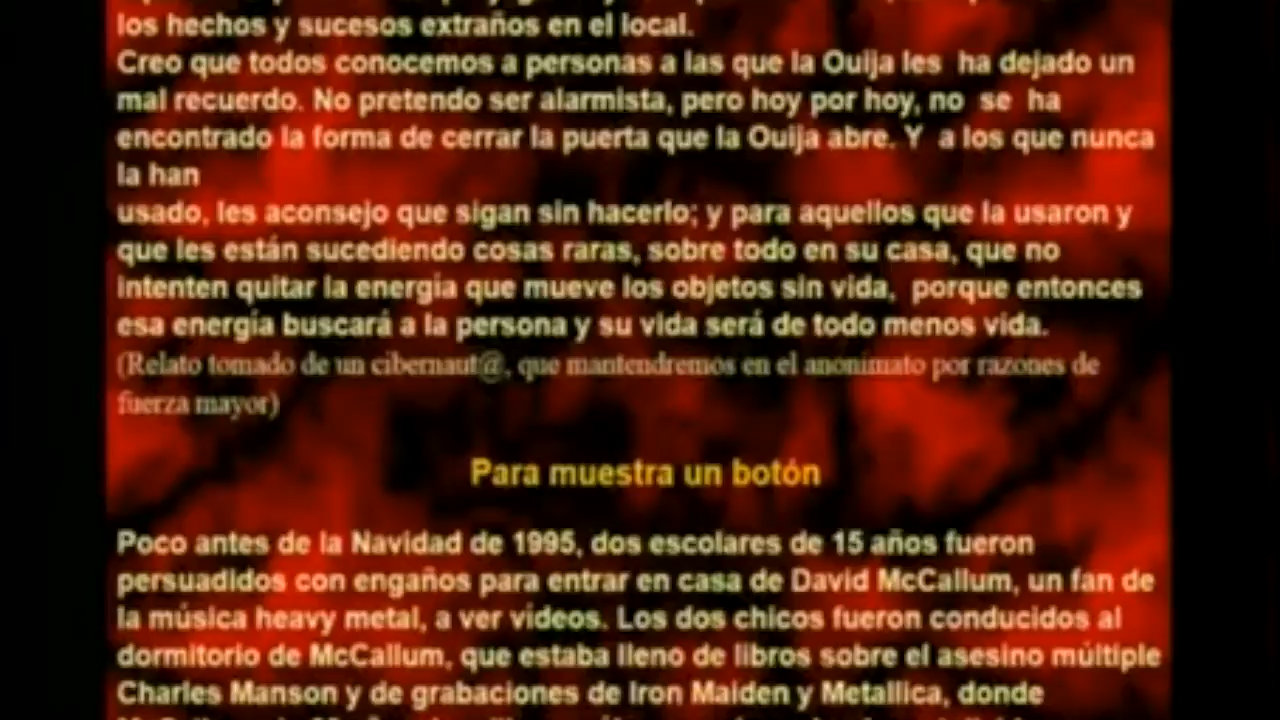 los hechos y sucesos extraños en el local.
Creo que todos conocemos a personas a las que la Ouija les ha dejado un
mal recuerdo. No pretendo ser alarmista, pero hoy por hoy, no se ha
encontrado la forma de cerrar la puerta que la Ouija abre. Y a los que nunca
la han
usado, les aconsejo que sigan sin hacerlo; y para aquellos que la usaron y
que les están sucediendo cosas raras, sobre todo en su casa, que no
intenten quitar la energía que mueve los objetos sin vida, porque entonces
esa energía buscará a la persona y su vida será de todo menos vida.
(Relato tomado de un cibernaut@, que mantendremos en el anonimato por razones de
fuerza mayor)
Para muestra un botón
Poco antes de la Navidad de 1995, dos escolares de 15 años fueron
persuadidos con engaños para entrar en casa de David McCallum, un fan de
la música heavy metal, a ver vídeos. Los dos chicos fueron conducidos al
dormitorio de McCallum, que estaba lleno de libros sobre el asesino múltiple
Charles Manson y de grabaciones de Iron Maiden y Metallica, donde